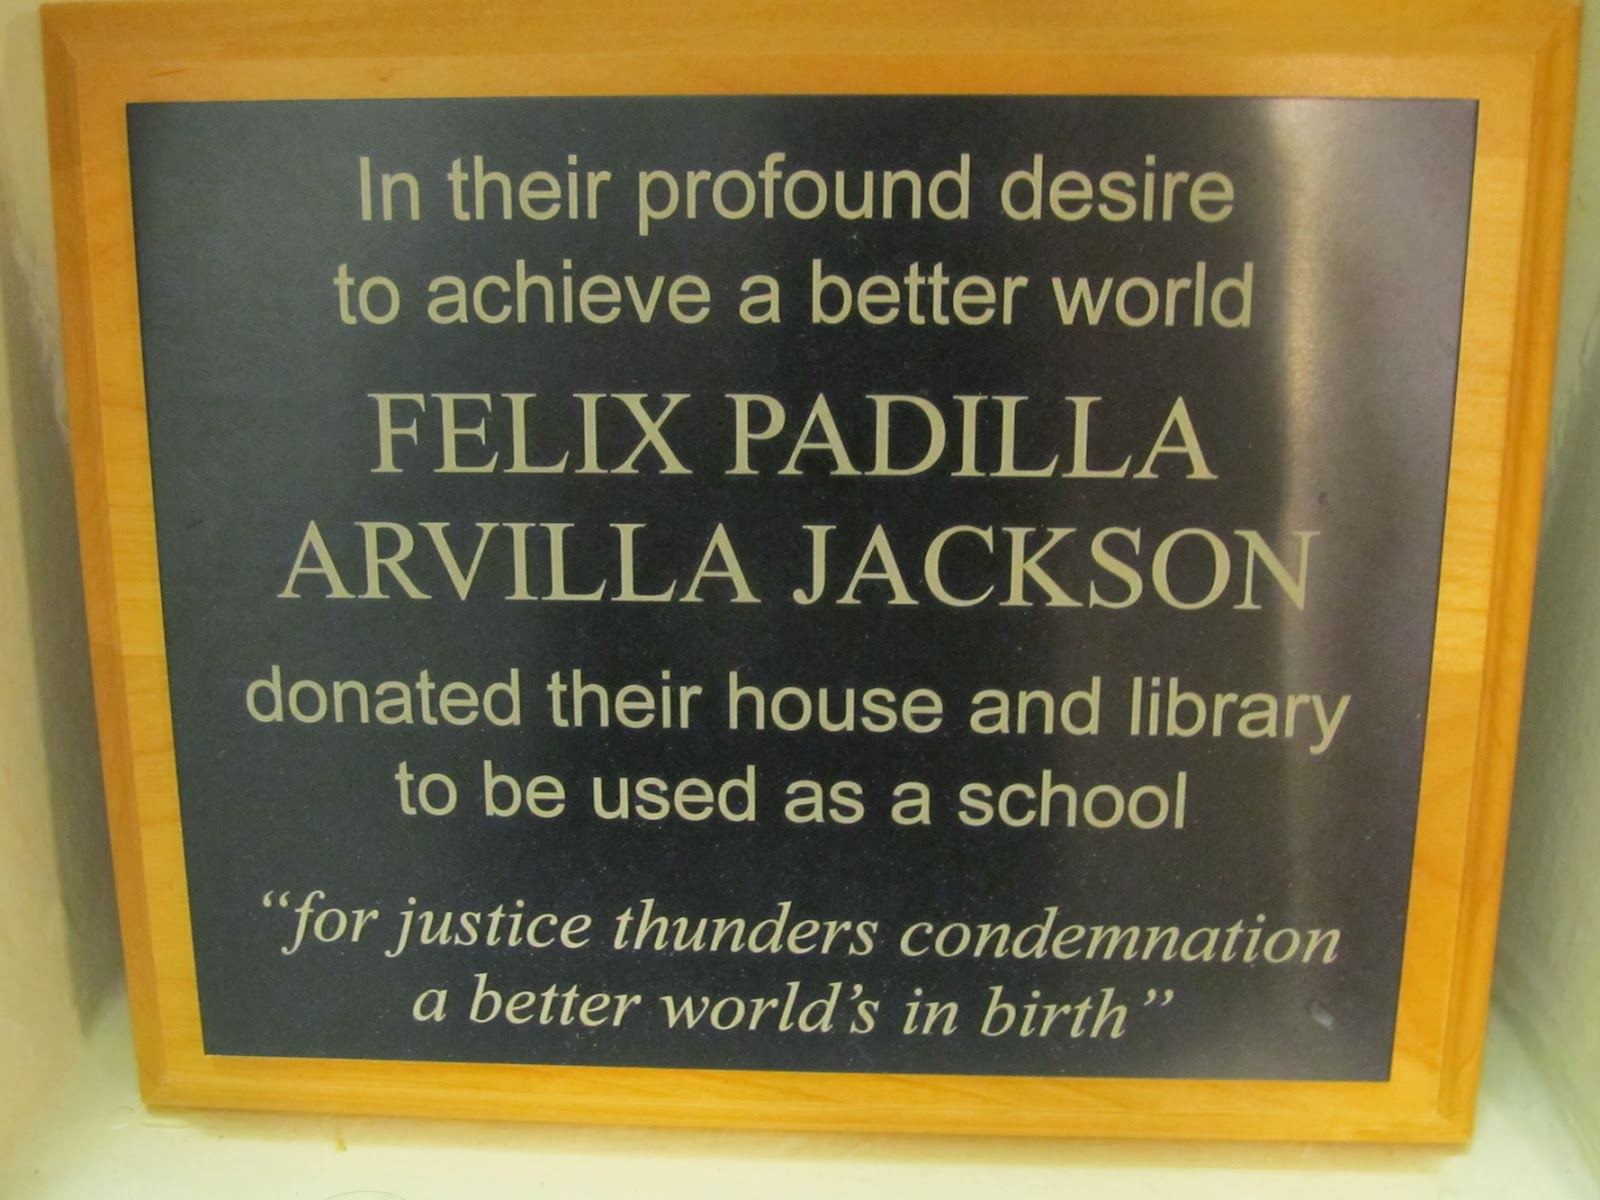 In their profound desire
to achieve a better world
FELIX PADILLA
ARVILLA JACKSON
donated their house and library
to be used as a school
“for justice thunders condemnation
a better world’s in birth”